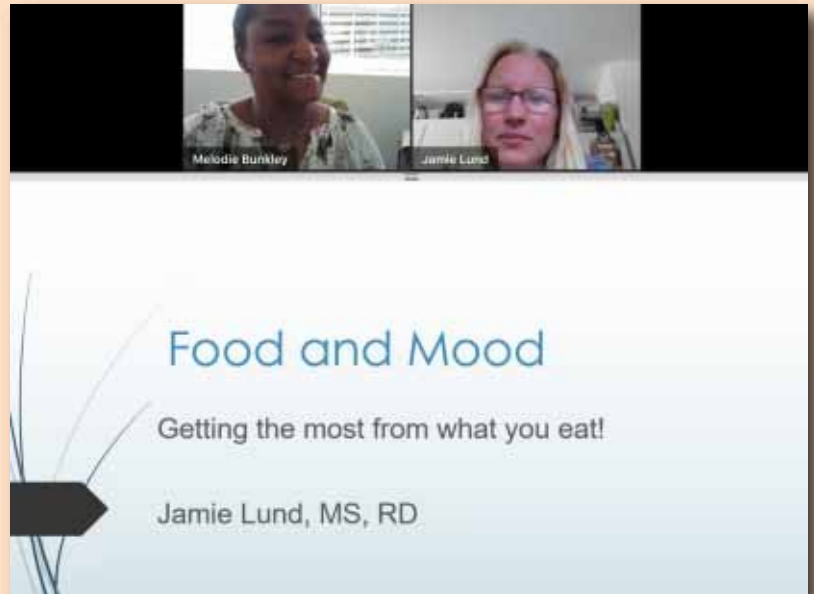 Melodie Bunkley
Jamie Lund
Food and Mood
Getting the most from what you eat!
Jamie Lund, MS, RD